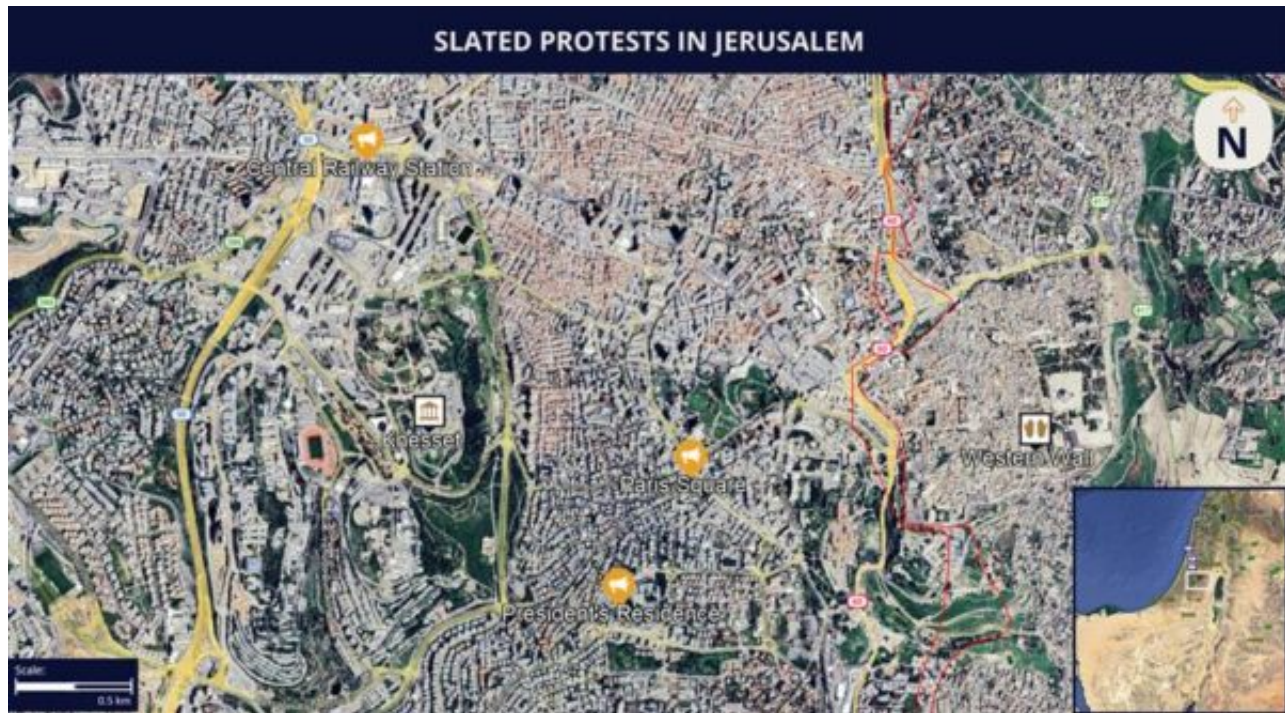 SLATED PROTESTS IN JERUSALEM
N
Central Railway Station
Knesset
Western Wall
Paris Square
President's Residence
Scale:
0.5 km